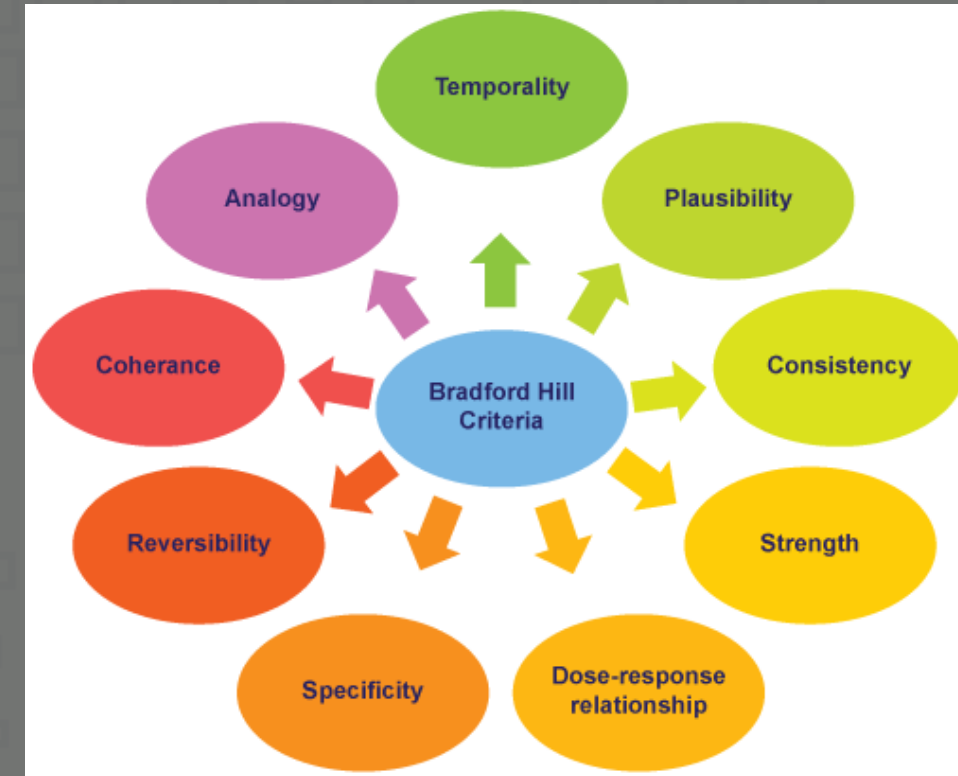 Temporality
Analogy
Plausibility
Coherance
Bradford Hill
Criteria
Consistency
Reversibility
Strength
Specificity
Dose-response
relationship